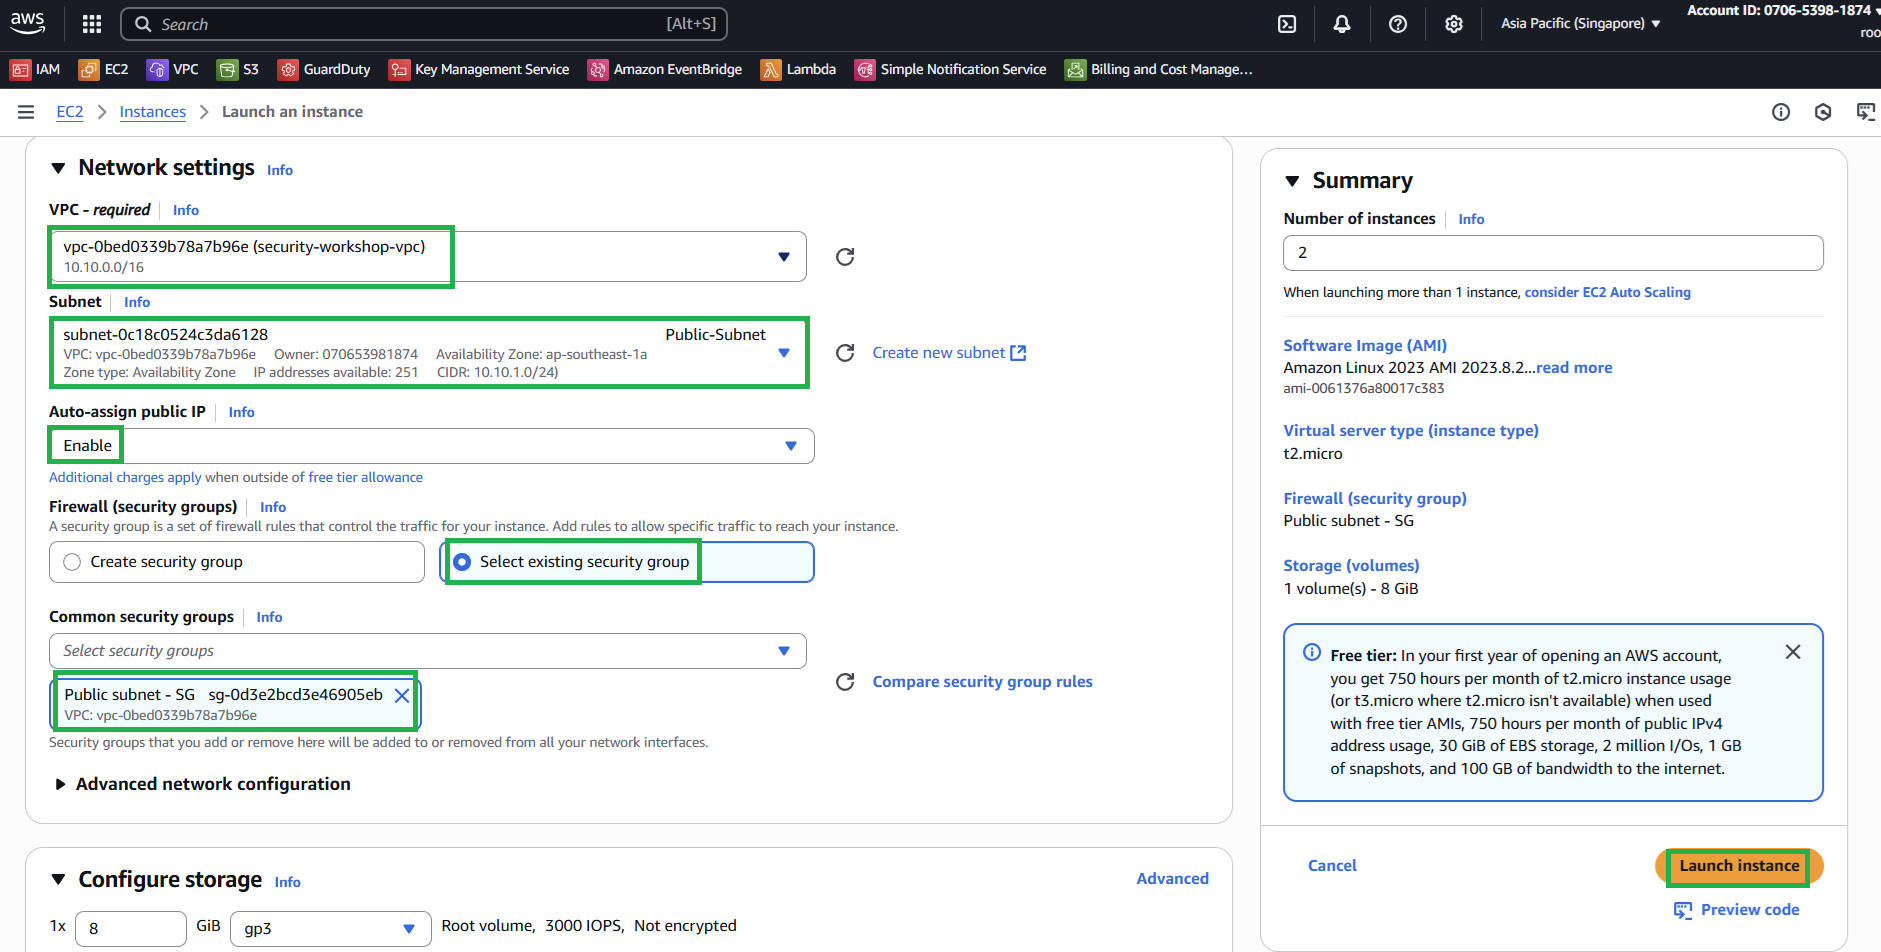 aws
Search
[Alt+S]
Asia Pacific (Singapore)
Account ID: 0706-5398-1874
IAM
EC2
VPC
S3
GuardDuty
Key Management Service
Amazon EventBridge
Lambda
Simple Notification Service
Billing and Cost Manage...
EC2
Instances
Launch an instance
Network settings
Info
VPC - required
Info
vpc-0bed0339b78a7b96e (security-workshop-vpc)
10.10.0.0/16
Subnet
Info
subnet-0c18c0524c3da6128
Public-Subnet
VPC: vpc-0bed0339b78a7b96e Owner: 070653981874 Availability Zone: ap-southeast-1a
Zone type: Availability Zone IP addresses available: 251 CIDR: 10.10.1.0/24)
Create new subnet
Auto-assign public IP
Info
Enable
Additional charges apply when outside of free tier allowance
Firewall (security groups)
Info
A security group is a set of firewall rules that control the traffic for your instance. Add rules to allow specific traffic to reach your instance.
Create security group
Select existing security group
Common security groups
Info
Select security groups
Public subnet - SG sg-0d3e2bcd3e46905eb
VPC: vpc-0bed0339b78a7b96e
Compare security group rules
Security groups that you add or remove here will be added to or removed from all your network interfaces.
Advanced network configuration
Configure storage
Info
Advanced
1x
8
GiB
gp3
Root volume, 3000 IOPS, Not encrypted
Summary
Number of instances
Info
2
When launching more than 1 instance, consider EC2 Auto Scaling
Software Image (AMI)
Amazon Linux 2023 AMI 2023.8.2...read more
ami-0061376a80017c383
Virtual server type (instance type)
t2.micro
Firewall (security group)
Public subnet - SG
Storage (volumes)
1 volume(s) - 8 GiB
Free tier: In your first year of opening an AWS account,
you get 750 hours per month of t2.micro instance usage
(or t3.micro where t2.micro isn't available) when used
with free tier AMIs, 750 hours per month of public IPv4
address usage, 30 GiB of EBS storage, 2 million I/Os, 1 GB
of snapshots, and 100 GB of bandwidth to the internet.
Cancel
Launch instance
Preview code